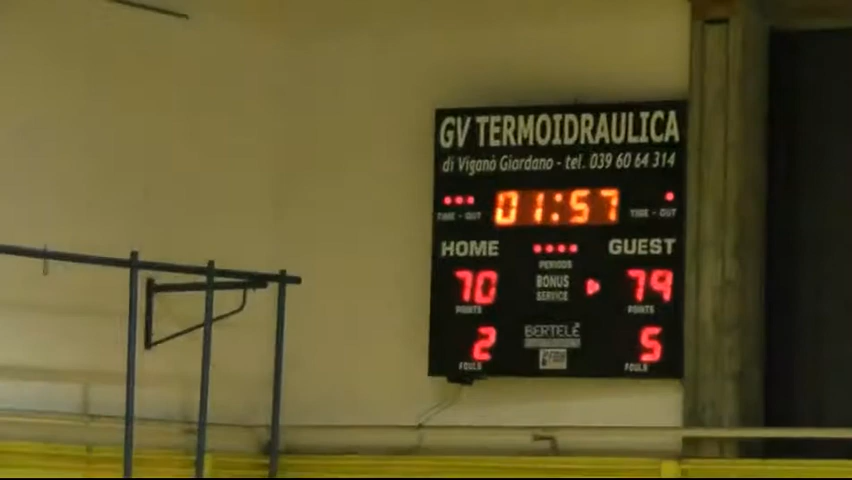 GV TERMOIDRAULICA
di Viganò Giordano - tel. 039 60 64 314
TIME - OUT 01:57 TIME - OUT
HOME GUEST
PERIODS
70 BONUS 79
POINTS SERVICE POINTS
BERTELÈ
2 5
FOULS FOULS